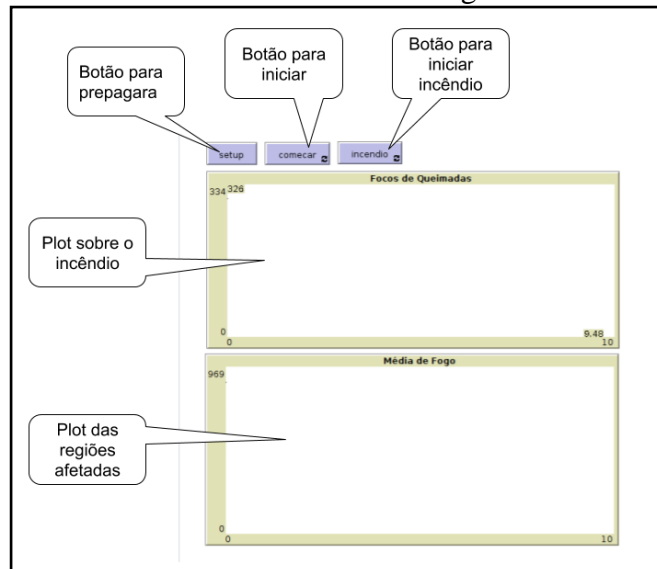 Botão para
prepagara
Botão para
iniciar
Botão para
iniciar
incêndio
setup
comecar
incendio
Focos de Queimadas
334
326
Plot sobre o
incêndio
0
0
9.48
10
Média de Fogo
969
Plot das
regiões
afetadas
0
0
10